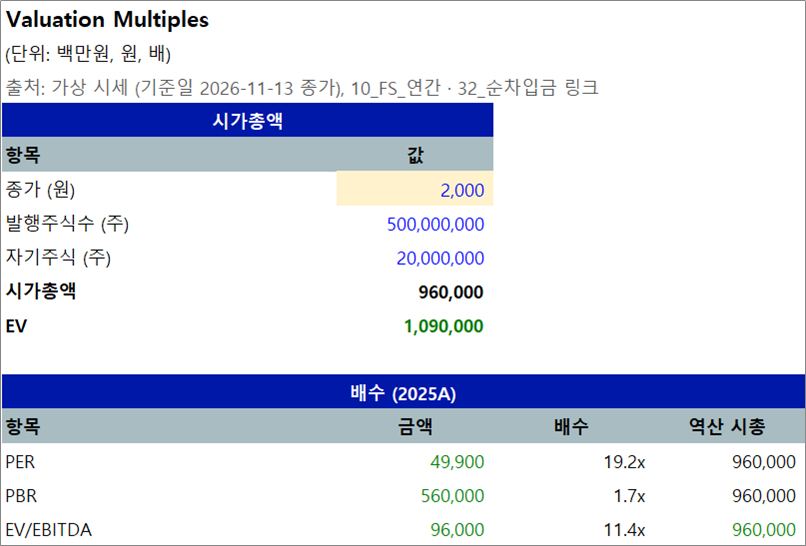 Valuation Multiples
(단위: 백만원, 원, 배)
출처: 가상 시세 (기준일 2026-11-13 종가), 10_FS_연간 · 32_순차입금 링크
시가총액
항목 값
종가 (원) 2,000
발행주식수 (주) 500,000,000
자기주식 (주) 20,000,000
시가총액 960,000
EV 1,090,000
배수 (2025A)
항목 금액 배수 역산 시총
PER 49,900 19.2x 960,000
PBR 560,000 1.7x 960,000
EV/EBITDA 96,000 11.4x 960,000